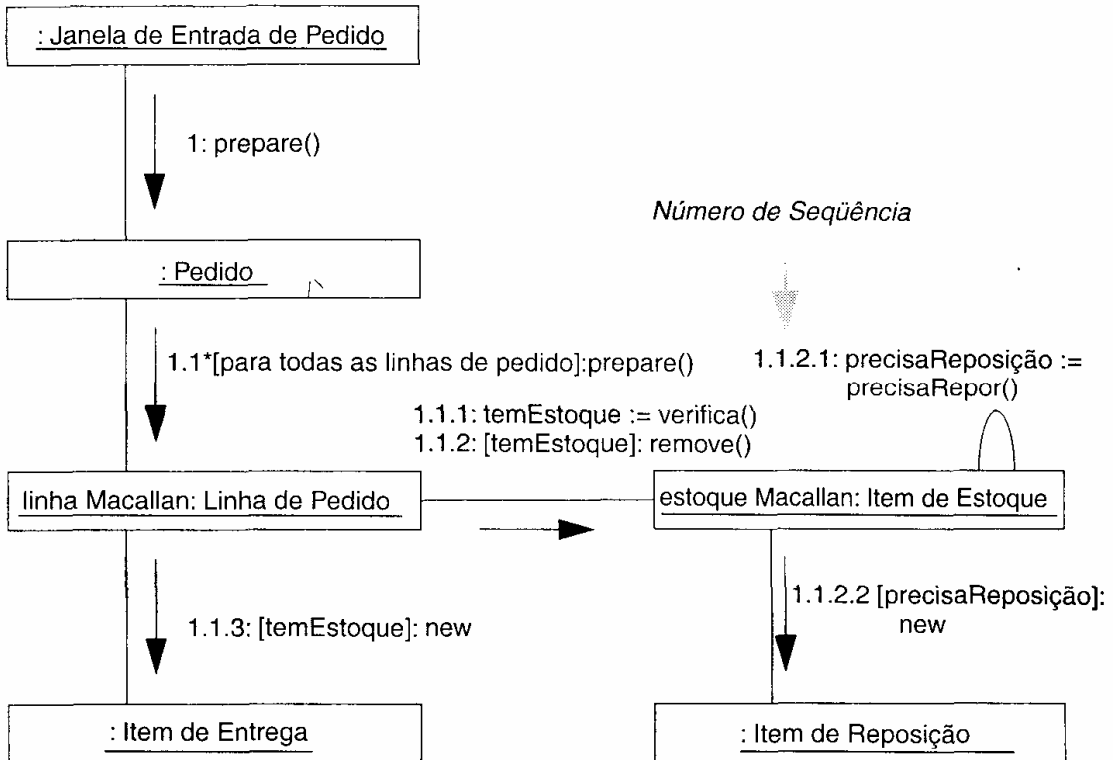 : Janela de Entrada de Pedido
1: prepare()
Número de Seqüência
: Pedido
1.1*[para todas as linhas de pedido]:prepare()
1.1.2.1: precisaReposição :=
precisaRepor()
1.1.1: temEstoque := verifica()
1.1.2: [temEstoque]: remove()
linha Macallan: Linha de Pedido
estoque Macallan: Item de Estoque
1.1.3: [temEstoque]: new
1.1.2.2 [precisaReposição]:
new
: Item de Entrega
: Item de Reposição